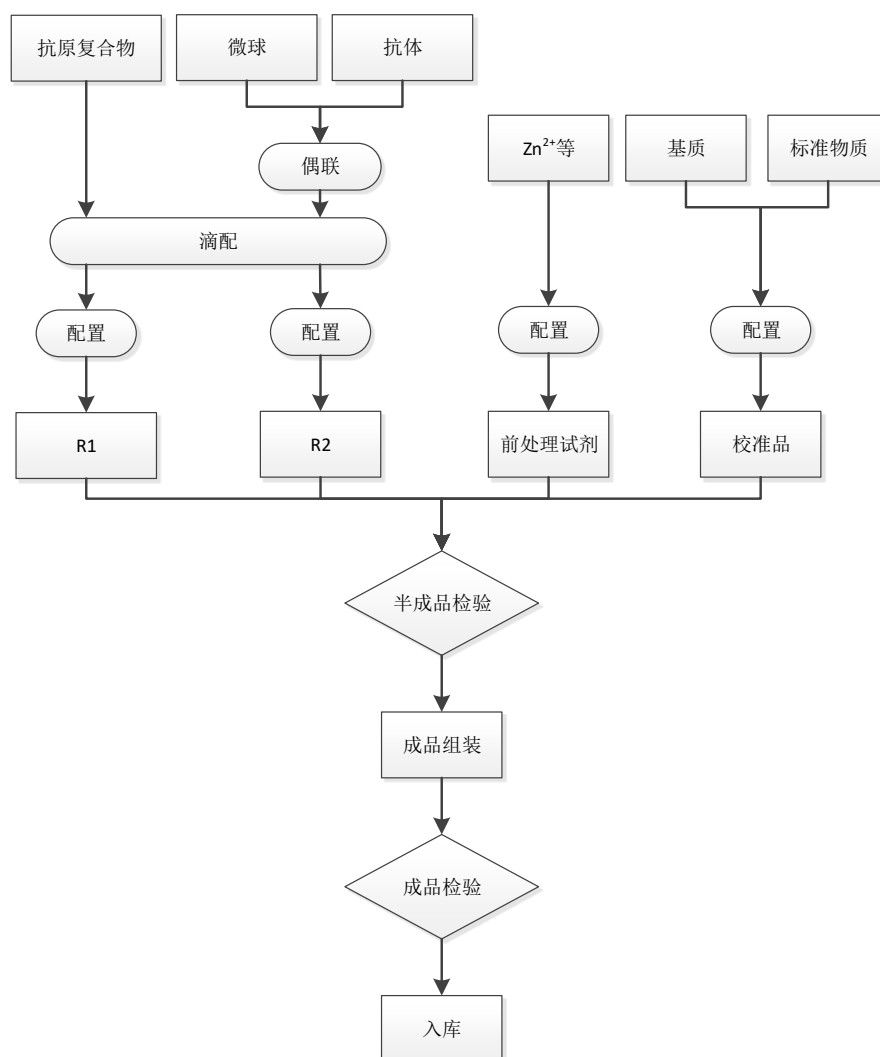 抗原复合物
微球
抗体
Zn²⁺等
基质
标准物质
偶联
滴配
配置
配置
配置
配置
R1
R2
前处理试剂
校准品
半成品检验
成品组装
成品检验
入库